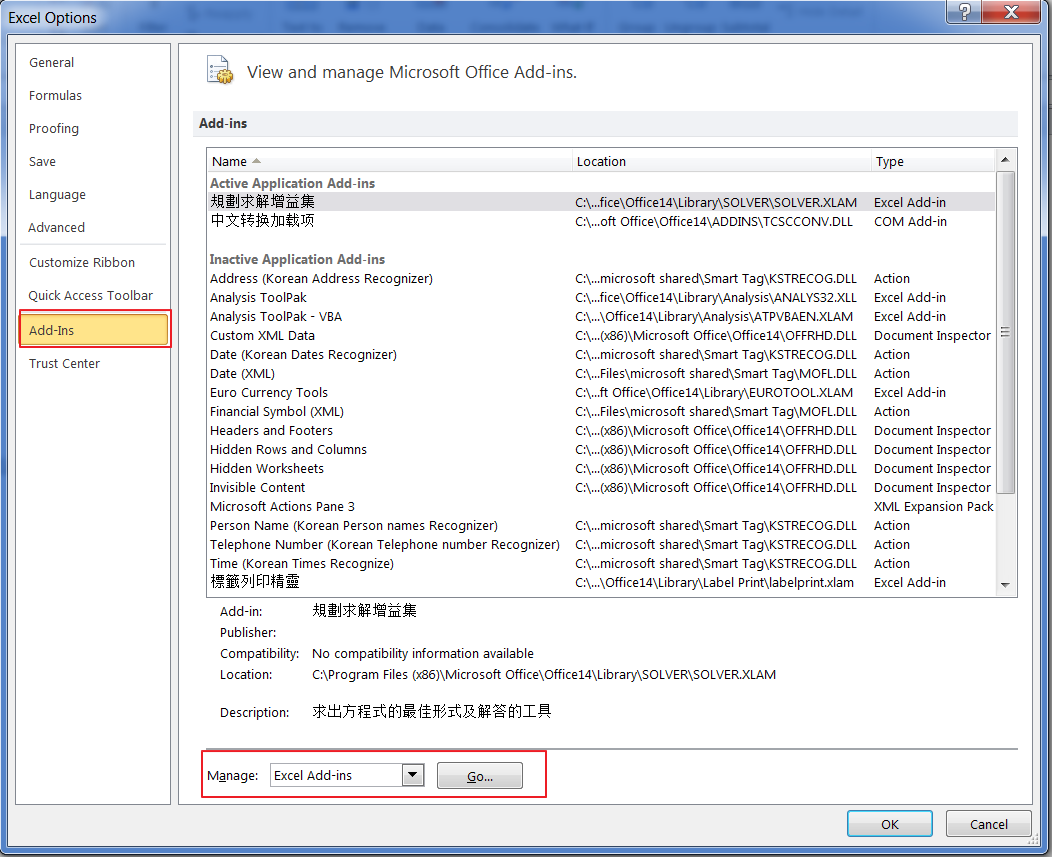 Excel Options
General
Formulas
Proofing
Save
Language
Advanced
Customize Ribbon
Quick Access Toolbar
Add-Ins
Trust Center
View and manage Microsoft Office Add-ins.
Add-ins
Name Location Type
Active Application Add-ins
規劃求解增益集 C:\...fice\Office14\Library\SOLVER\SOLVER.XLAM Excel Add-in
中文转换加载项 C:\...oft Office\Office14\ADDINS\TCSCCONV.DLL COM Add-in
Inactive Application Add-ins
Address (Korean Address Recognizer) C:\...microsoft shared\Smart Tag\KSTRECOG.DLL Action
Analysis ToolPak C:\...fice\Office14\Library\Analysis\ANALYS32.XLL Excel Add-in
Analysis ToolPak - VBA C:\...\Office14\Library\Analysis\ATPVBAEN.XLAM Excel Add-in
Custom XML Data C:\...(x86)\Microsoft Office\Office14\OFFRHD.DLL Document Inspector
Date (Korean Dates Recognizer) C:\...microsoft shared\Smart Tag\KSTRECOG.DLL Action
Date (XML) C:\...Files\microsoft shared\Smart Tag\MOFL.DLL Action
Euro Currency Tools C:\...ft Office\Office14\Library\EUROTOOL.XLAM Excel Add-in
Financial Symbol (XML) C:\...Files\microsoft shared\Smart Tag\MOFL.DLL Action
Headers and Footers C:\...(x86)\Microsoft Office\Office14\OFFRHD.DLL Document Inspector
Hidden Rows and Columns C:\...(x86)\Microsoft Office\Office14\OFFRHD.DLL Document Inspector
Hidden Worksheets C:\...(x86)\Microsoft Office\Office14\OFFRHD.DLL Document Inspector
Invisible Content C:\...(x86)\Microsoft Office\Office14\OFFRHD.DLL Document Inspector
Microsoft Actions Pane 3 XML Expansion Pack
Person Name (Korean Person names Recognizer) C:\...microsoft shared\Smart Tag\KSTRECOG.DLL Action
Telephone Number (Korean Telephone number Recognizer) C:\...microsoft shared\Smart Tag\KSTRECOG.DLL Action
Time (Korean Times Recognize) C:\...microsoft shared\Smart Tag\KSTRECOG.DLL Action
標籤列印精靈 C:\...\Office14\Library\Label Print\labelprint.xlam Excel Add-in
Add-in: 規劃求解增益集
Publisher:
Compatibility: No compatibility information available
Location: C:\Program Files (x86)\Microsoft Office\Office14\Library\SOLVER\SOLVER.XLAM
Description: 求出方程式的最佳形式及解答的工具
Manage: Excel Add-ins Go...
OK Cancel